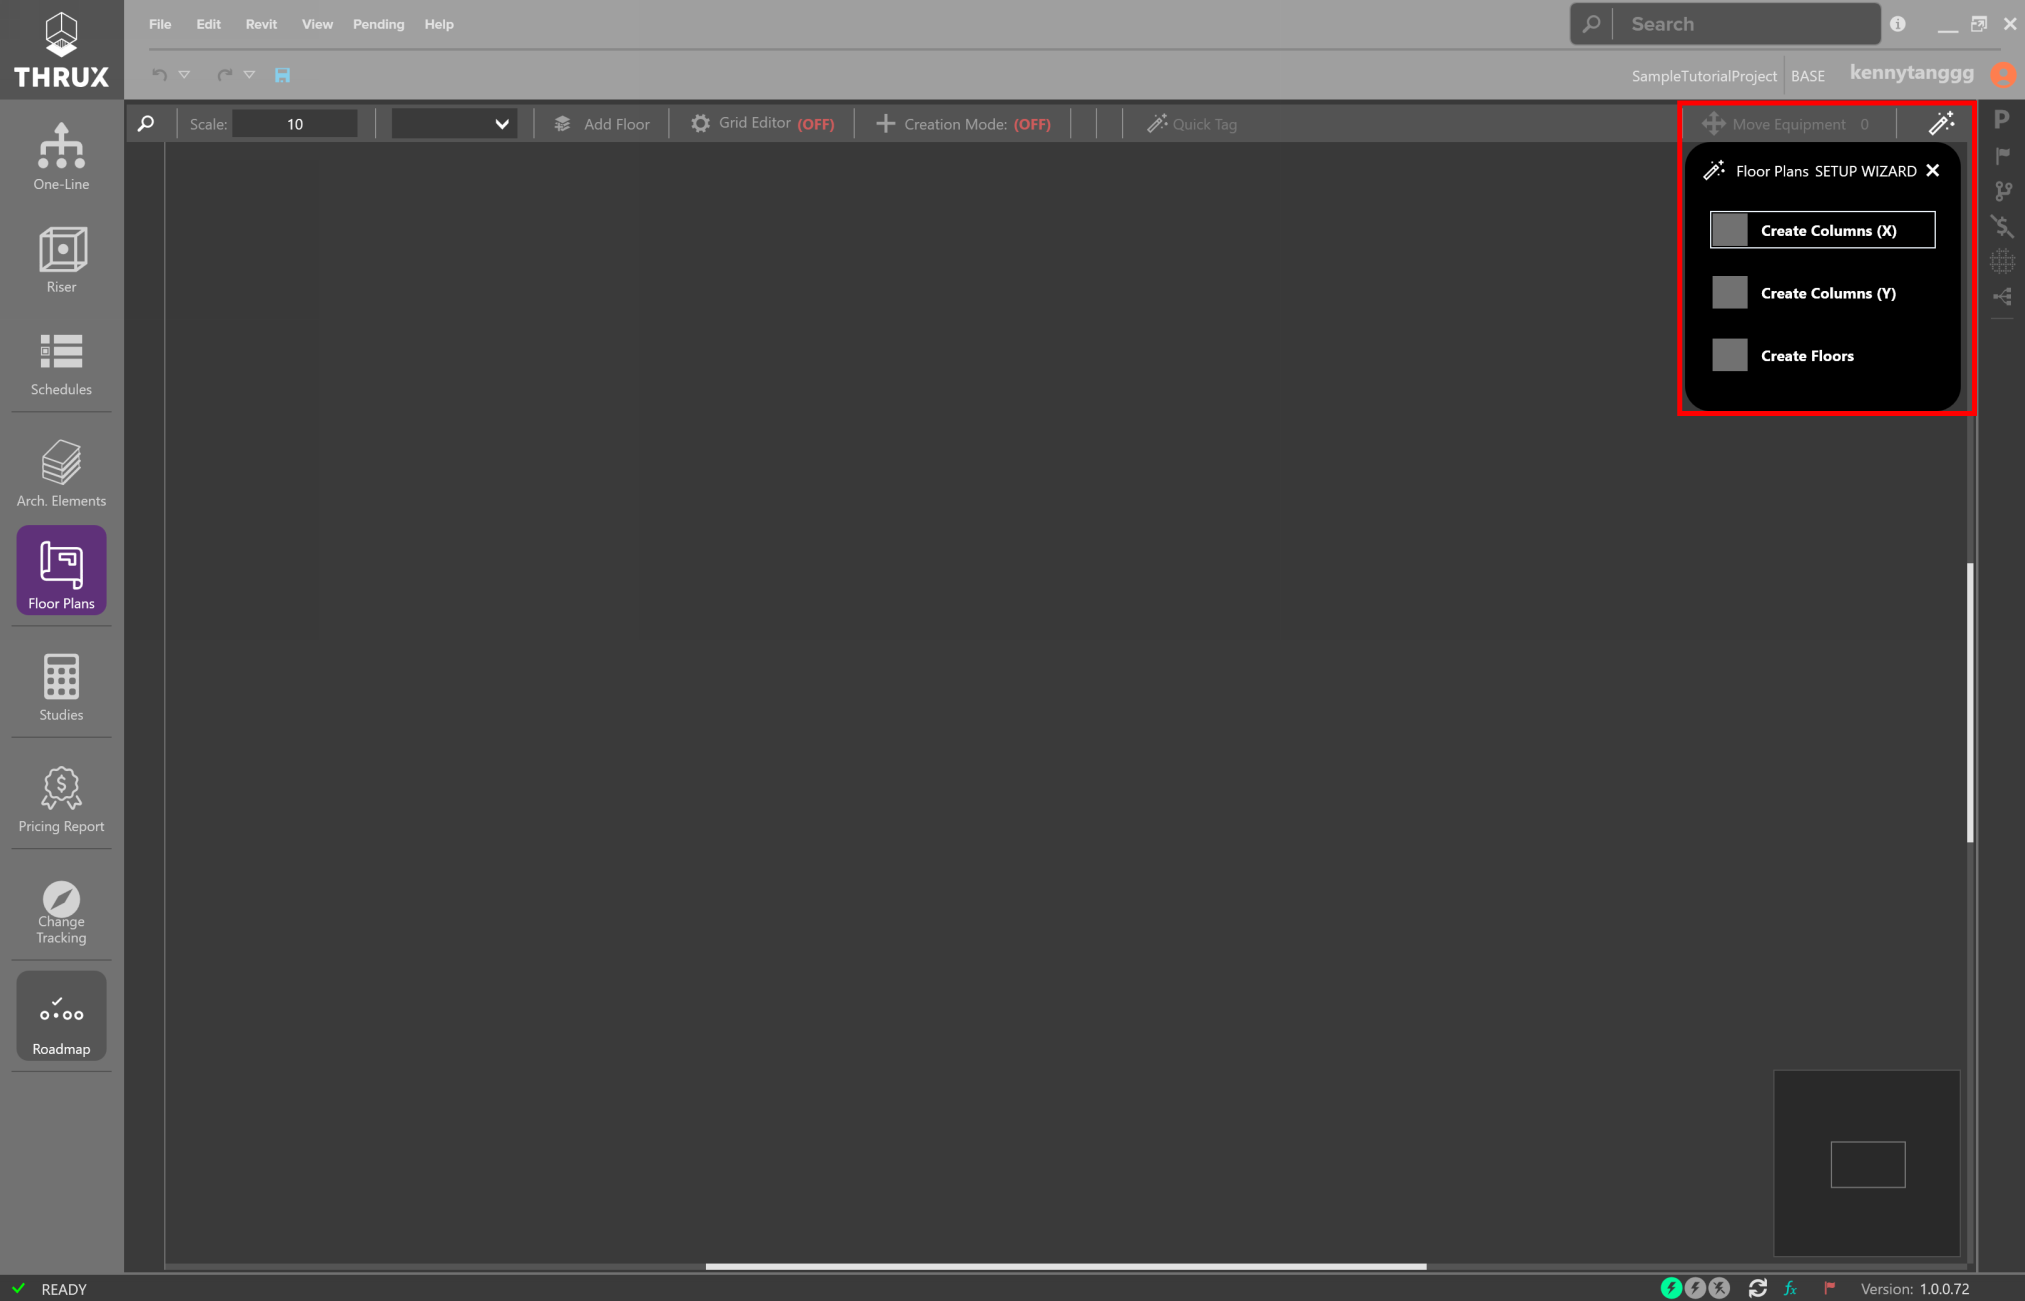 THRUX
File Edit Revit View Pending Help
Search
SampleTutorialProject BASE kennytanggg
Scale: 10 Add Floor Grid Editor (OFF) Creation Mode: (OFF) Quick Tag Move Equipment 0
P
Floor Plans SETUP WIZARD
Create Columns (X)
Create Columns (Y)
Create Floors
One-Line
Riser
Schedules
Arch. Elements
Floor Plans
Studies
Pricing Report
Change
Tracking
Roadmap
READY
fx
Version: 1.0.0.72